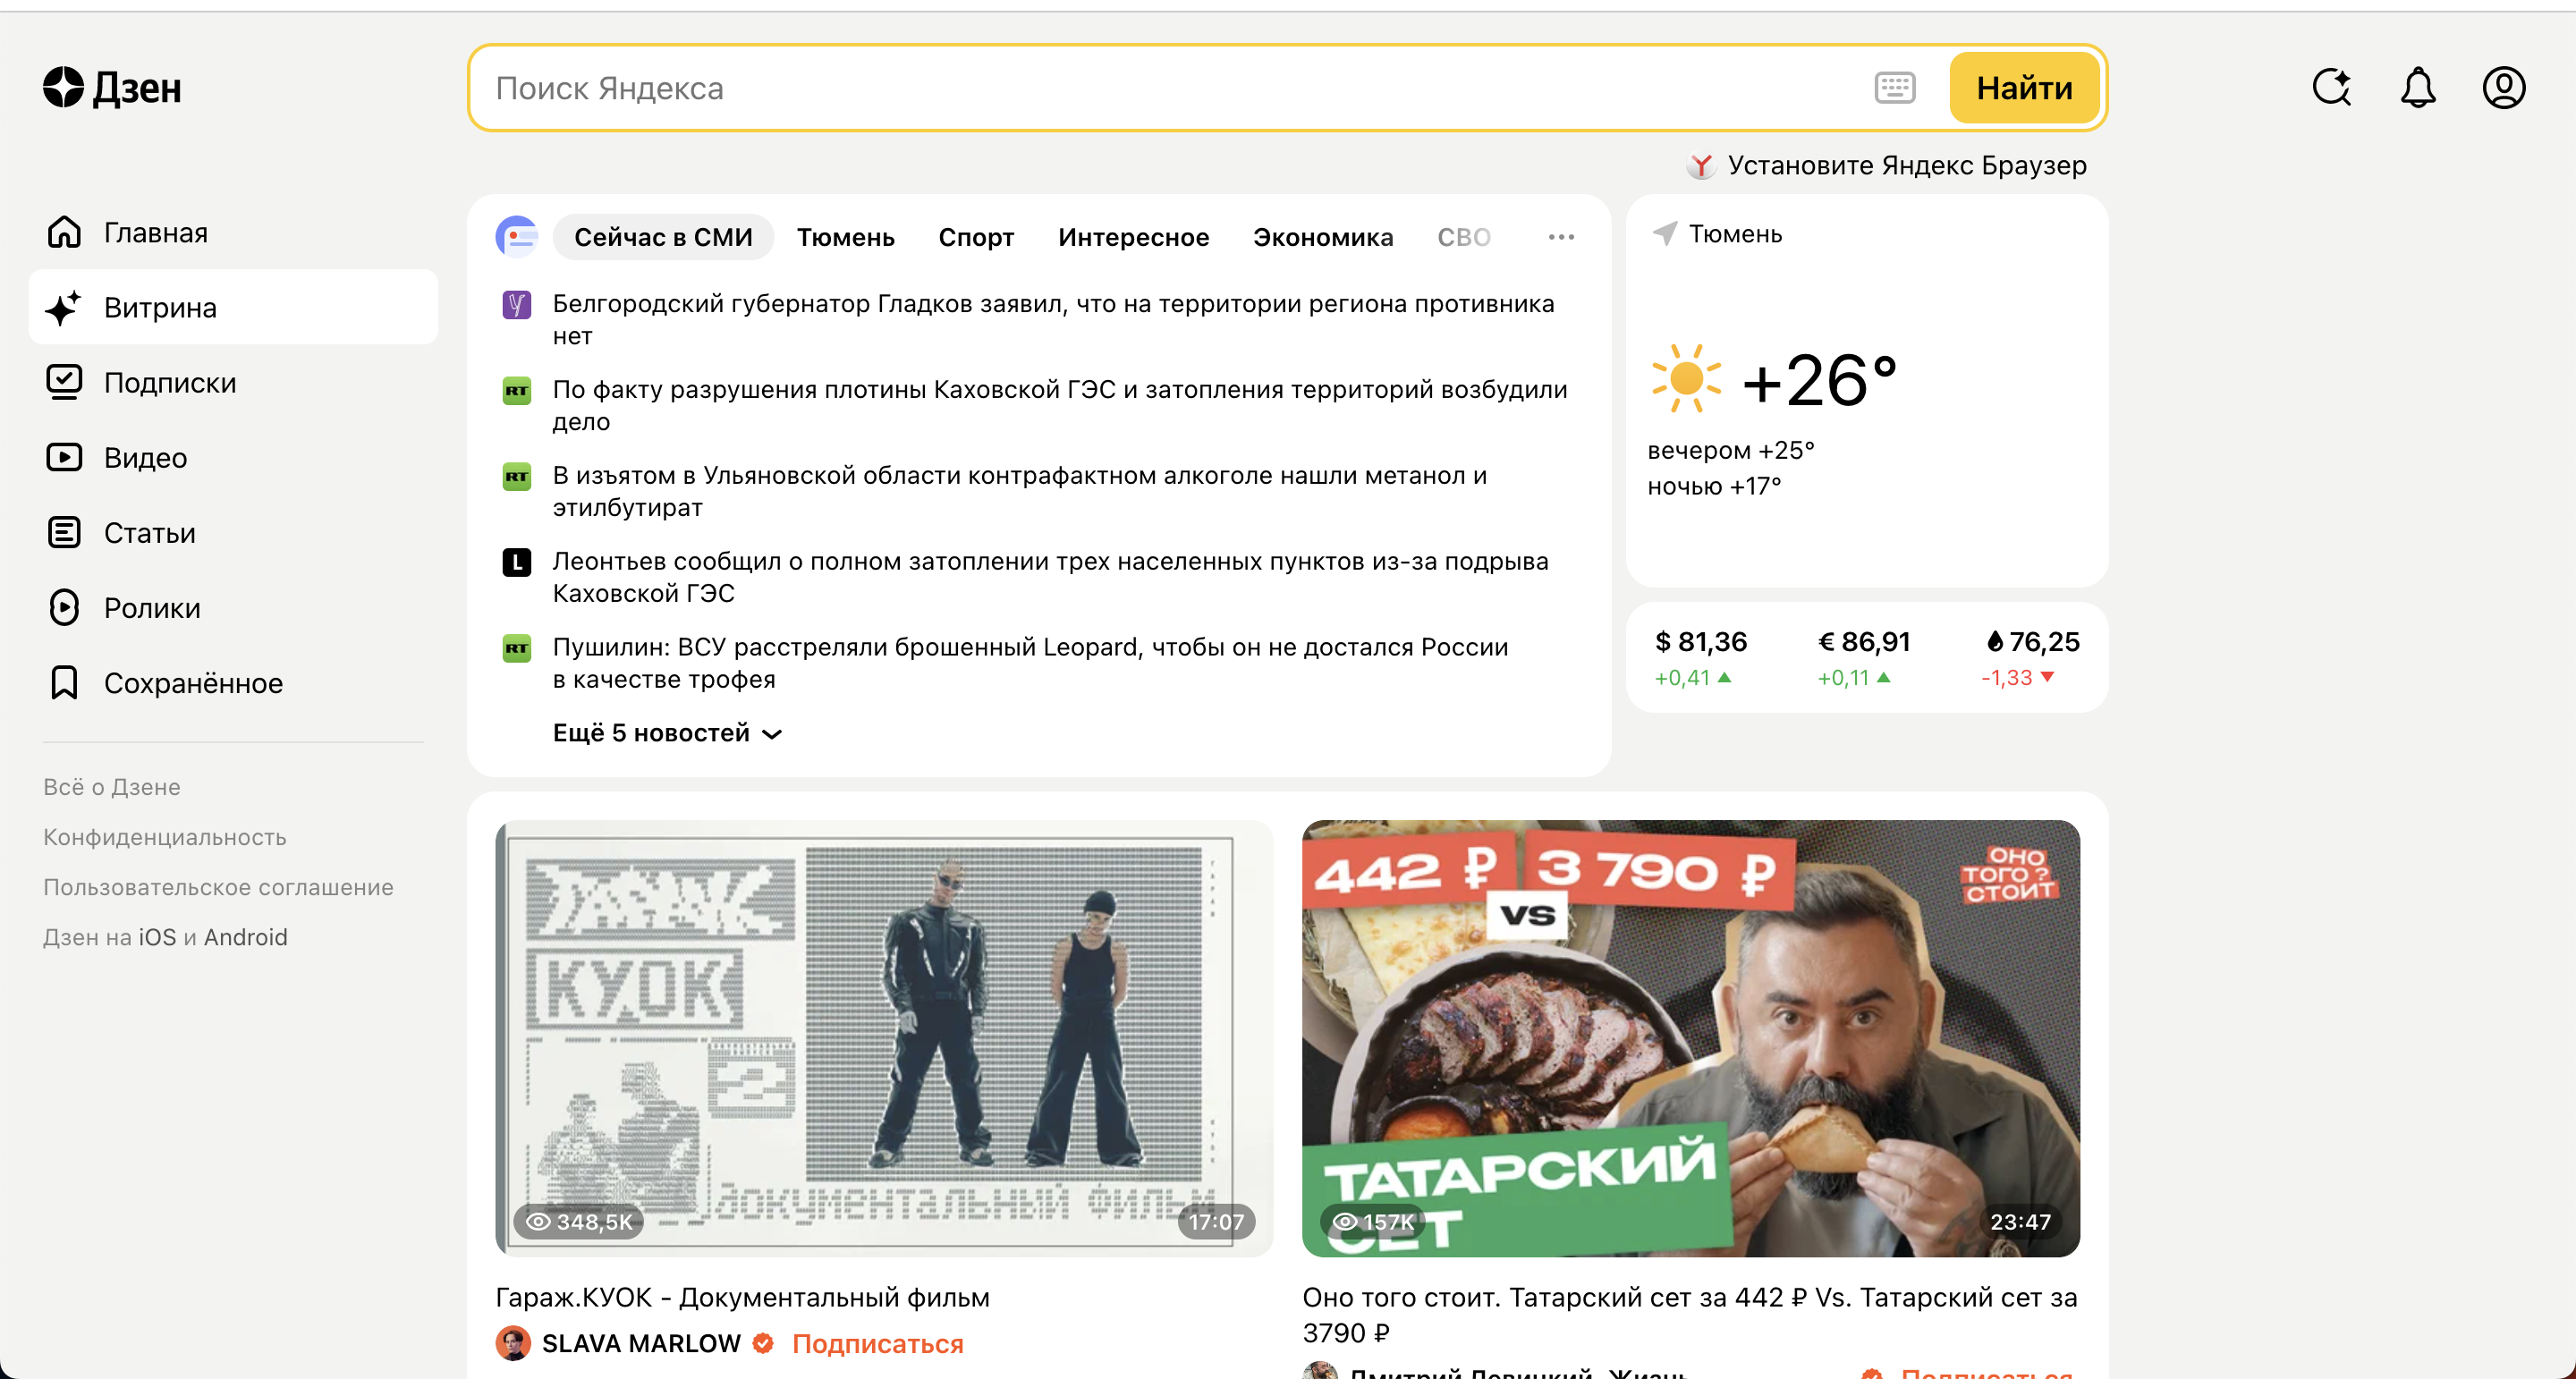 Дзен
Поиск Яндекса
Найти
Установите Яндекс Браузер
Главная
Витрина
Подписки
Видео
Статьи
Ролики
Сохранённое
Всё о Дзене
Конфиденциальность
Пользовательское соглашение
Дзен на iOS и Android
Сейчас в СМИ Тюмень Спорт Интересное Экономика СВО
Белгородский губернатор Гладков заявил, что на территории региона противника
нет
RT
По факту разрушения плотины Каховской ГЭС и затопления территорий возбудили
дело
RT
В изъятом в Ульяновской области контрафактном алкоголе нашли метанол и
этилбутират
L
Леонтьев сообщил о полном затоплении трех населенных пунктов из-за подрыва
Каховской ГЭС
RT
Пушилин: ВСУ расстреляли брошенный Leopard, чтобы он не достался России
в качестве трофея
Ещё 5 новостей
Тюмень
+26°
вечером +25°
ночью +17°
$ 81,36 € 86,91 76,25
+0,41 +0,11 -1,33
КУОК
ДОКУМЕНТАЛЬНЫЙ ФИЛЬМ
348,5K
17:07
Гараж.КУОК - Документальный фильм
SLAVA MARLOW Подписаться
442 ₽ 3 790 ₽
VS
ОНО
ТОГО?
СТОИТ
ТАТАРСКИЙ
СЕТ
157K
23:47
Оно того стоит. Татарский сет за 442 ₽ Vs. Татарский сет за
3790 ₽
Дмитрий Левицкий. Жизнь
Подписаться